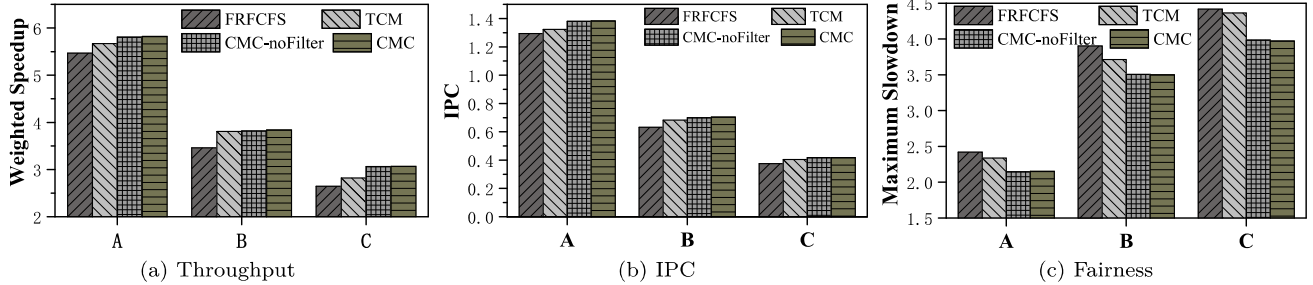 Weighted Speedup
6
5
4
3
2
FRFCFS
TCM
CMC-noFilter
CMC
A
B
C
(a) Throughput
IPC
1.4
1.2
1.0
0.8
0.6
0.4
0.2
0.0
FRFCFS
TCM
CMC-noFilter
CMC
A
B
C
(b) IPC
Maximum Slowdown
4.5
4.0
3.5
3.0
2.5
2.0
1.5
FRFCFS
TCM
CMC-noFilter
CMC
A
B
C
(c) Fairness